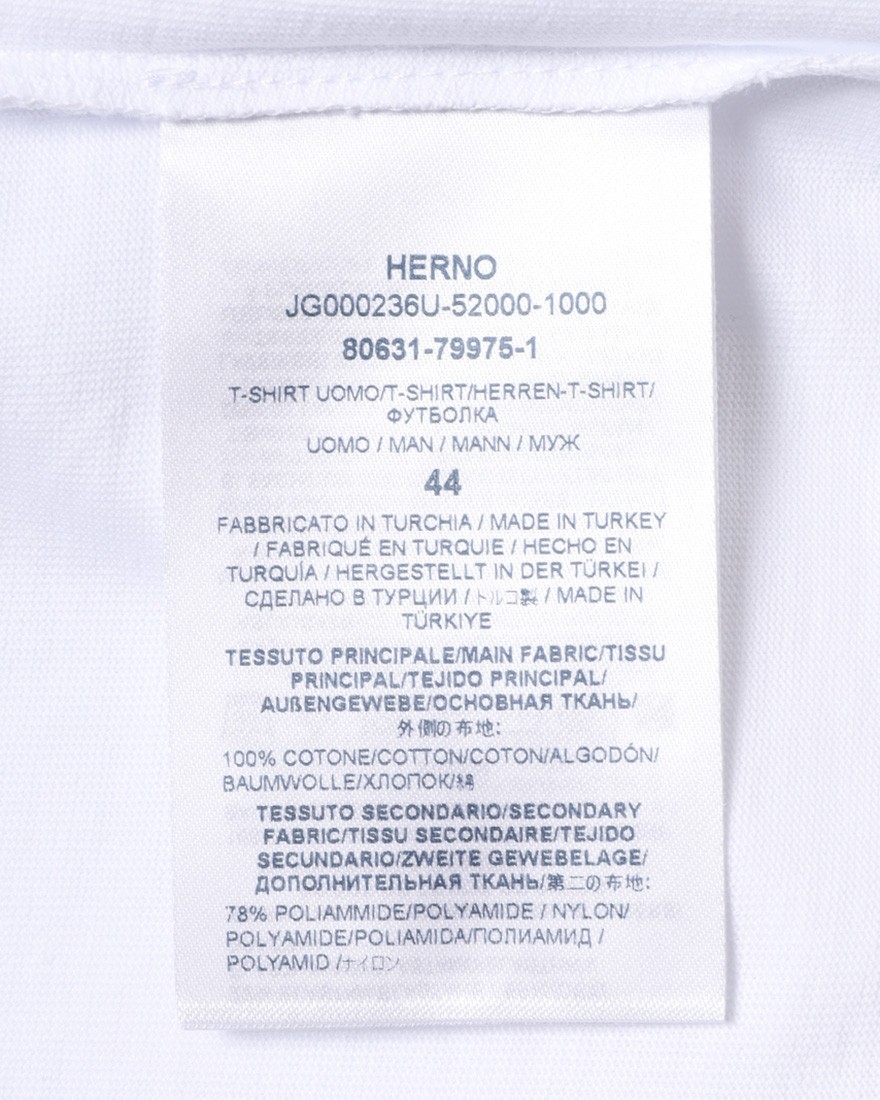 HERNO
JG000236U-52000-1000
80631-79975-1
T-SHIRT UOMO/T-SHIRT/HERREN-T-SHIRT/
ФУТБОЛКА
UOMO / MAN / MANN / МУЖ
44
FABBRICATO IN TURCHIA / MADE IN TURKEY
/ FABRIQUÉ EN TURQUIE / HECHO EN
TURQUÍA / HERGESTELLT IN DER TÜRKEI /
СДЕЛАНО В ТУРЦИИ / トルコ製 / MADE IN
TÜRKIYE
TESSUTO PRINCIPALE/MAIN FABRIC/TISSU
PRINCIPAL/TEJIDO PRINCIPAL/
AUßENGEWEBE/ОСНОВНАЯ ТКАНЬ/
外側の布地:
100% COTONE/COTTON/COTON/ALGODÓN/
BAUMWOLLE/ХЛОПОК/綿
TESSUTO SECONDARIO/SECONDARY
FABRIC/TISSU SECONDAIRE/TEJIDO
SECUNDARIO/ZWEITE GEWEBELAGE/
ДОПОЛНИТЕЛЬНАЯ ТКАНЬ/第二の布地:
78% POLIAMMIDE/POLYAMIDE / NYLON/
POLYAMIDE/POLIAMIDA/ПОЛИАМИД /
POLYAMID /ナイロン